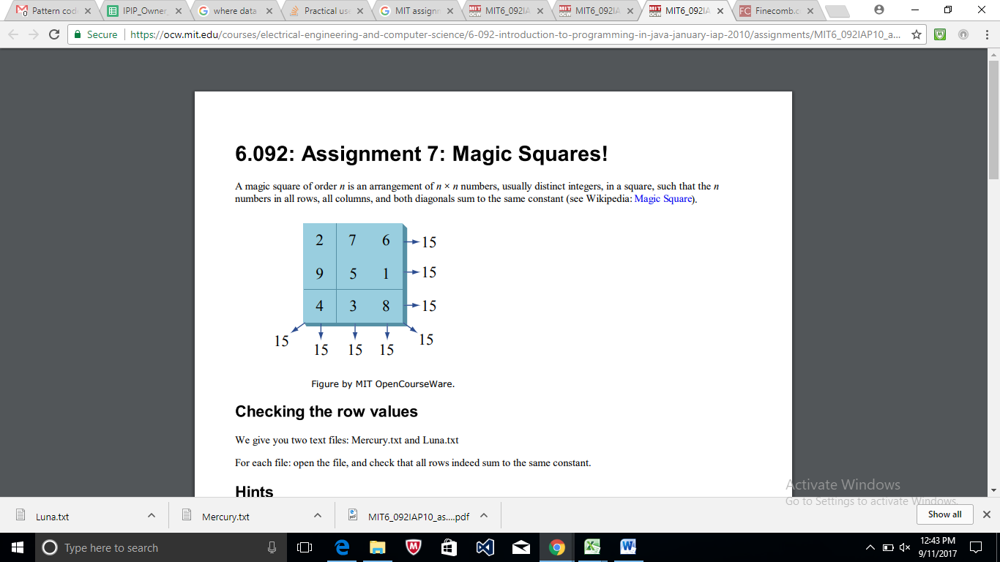 Pattern cod
IPIP_Owner_
where data
Practical us
MIT assignm
MIT6_092IA
MIT6_092IA
MIT6_092IA
Finecomb.c
Secure | https://ocw.mit.edu/courses/electrical-engineering-and-computer-science/6-092-introduction-to-programming-in-java-january-iap-2010/assignments/MIT6_092IAP10_a...
6.092: Assignment 7: Magic Squares!
A magic square of order n is an arrangement of n × n numbers, usually distinct integers, in a square, such that the n
numbers in all rows, all columns, and both diagonals sum to the same constant (see Wikipedia: Magic Square).
2 7 6 15
9 5 1 15
4 3 8 15
15 15 15 15 15
Figure by MIT OpenCourseWare.
Checking the row values
We give you two text files: Mercury.txt and Luna.txt
For each file: open the file, and check that all rows indeed sum to the same constant.
Hints
Activate Windows
Go to Settings to activate Windows.
Luna.txt
Mercury.txt
MIT6_092IAP10_as....pdf
Show all
Type here to search
12:43 PM
9/11/2017